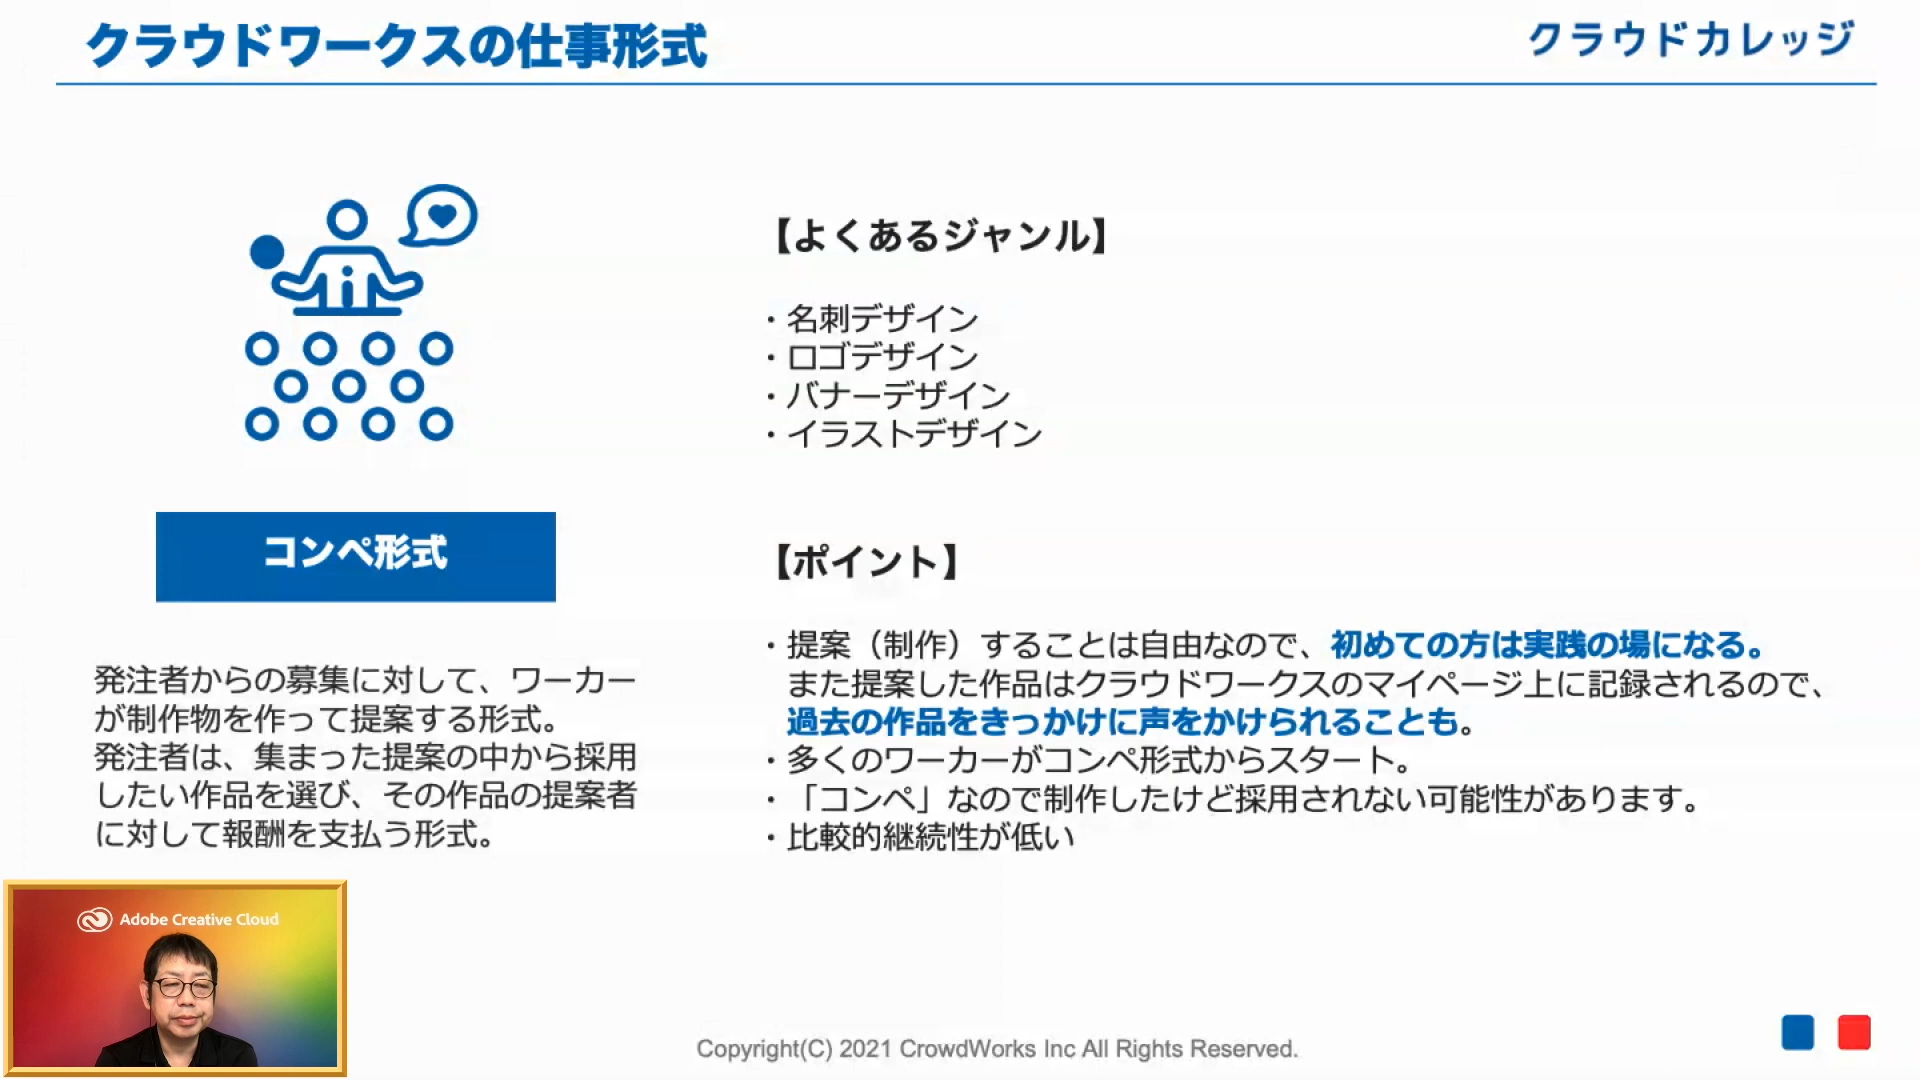 クラウドワークスの仕事形式
クラウドカレッジ
コンペ形式
発注者からの募集に対して、ワーカー
が制作物を作って提案する形式。
発注者は、集まった提案の中から採用
したい作品を選び、その作品の提案者
に対して報酬を支払う形式。
【よくあるジャンル】
・名刺デザイン
・ロゴデザイン
・バナーデザイン
・イラストデザイン
【ポイント】
・提案（制作）することは自由なので、初めての方は実践の場になる。
また提案した作品はクラウドワークスのマイページ上に記録されるので、
過去の作品をきっかけに声をかけられることも。
・多くのワーカーがコンペ形式からスタート。
・「コンペ」なので制作したけど採用されない可能性があります。
・比較的継続性が低い
Adobe Creative Cloud
Copyright(C) 2021 CrowdWorks Inc All Rights Reserved.